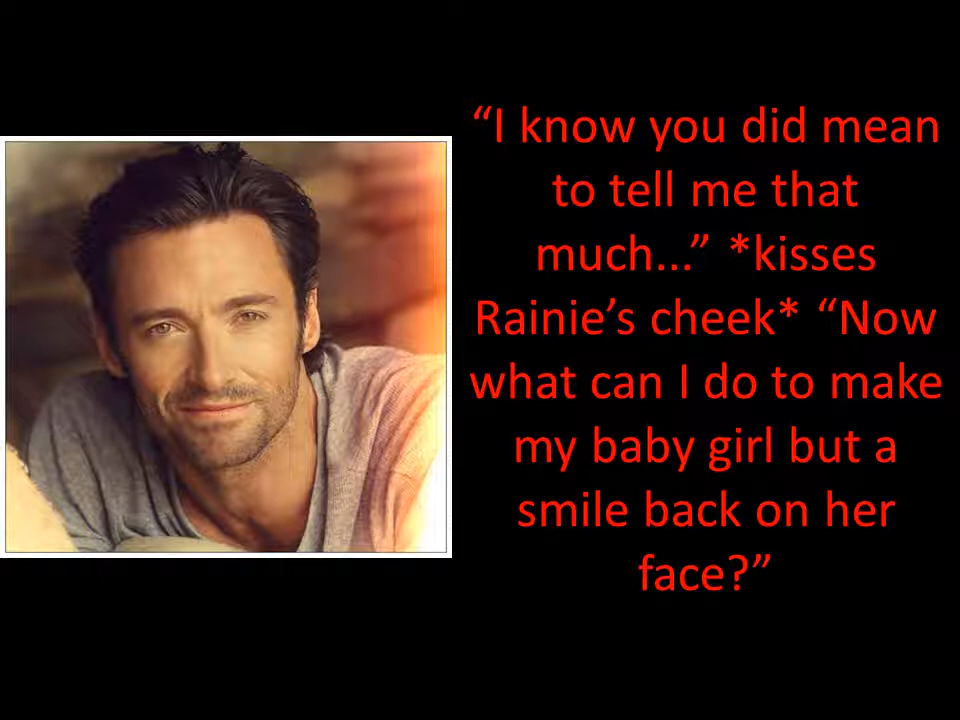 “I know you did mean
to tell me that
much...” *kisses
Rainie’s cheek* “Now
what can I do to make
my baby girl but a
smile back on her
face?”